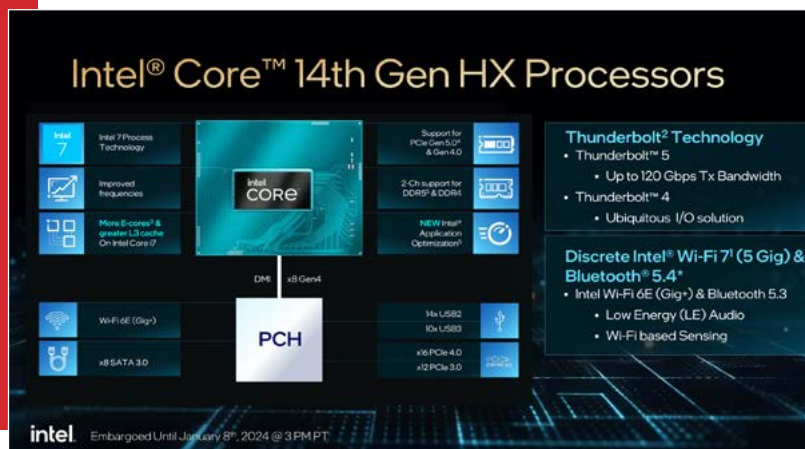 Intel® Core™ 14th Gen HX Processors
Intel
7
Intel 7 Process
Technology
Improved
frequencies
More E-cores³ &
greater L3 cache
On Intel Core i7
intel
CORE
Support for
PCIe Gen 5.0⁴
& Gen 4.0
2-Ch support for
DDR5⁵ & DDR4
NEW Intel®
Application
Optimization⁵
DMI
x8 Gen4
Wi-Fi 6E (Gig+)
x8 SATA 3.0
PCH
14x USB2
10x USB3
x16 PCIe 4.0
x12 PCIe 3.0
Thunderbolt² Technology
• Thunderbolt™ 5
• Up to 120 Gbps Tx Bandwidth
• Thunderbolt™ 4
• Ubiquitous I/O solution
Discrete Intel® Wi-Fi 7¹ (5 Gig) &
Bluetooth® 5.4*
• Intel Wi-Fi 6E (Gig+) & Bluetooth 5.3
• Low Energy (LE) Audio
• Wi-Fi based Sensing
intel.
Embargoed Until January 8th, 2024 @ 3 PM PT